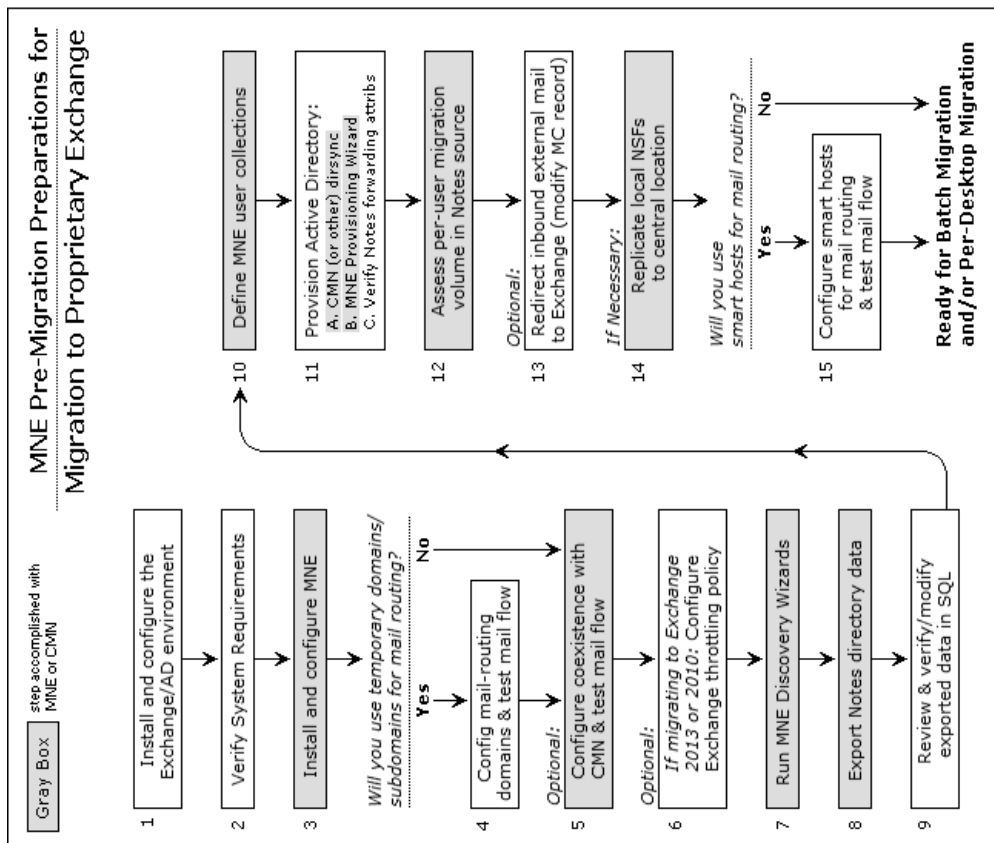 MNE Pre-Migration Preparations for
Migration to Proprietary Exchange
Gray Box
step accomplished with
MNE or CMN
1
Install and configure the
Exchange/AD environment
2
Verify System Requirements
3
Install and configure MNE
Will you use temporary domains/
subdomains for mail routing?
Yes
No
4
Config mail-routing
domains & test mail flow
Optional:
5
Configure coexistence with
CMN & test mail flow
Optional:
6
If migrating to Exchange
2013 or 2010: Configure
Exchange throttling policy
7
Run MNE Discovery Wizards
8
Export Notes directory data
9
Review & verify/modify
exported data in SQL
10
Define MNE user collections
11
Provision Active Directory:
A. CMN (or other) dirsync
B. MNE Provisioning Wizard
C. Verify Notes forwarding attribs
12
Assess per-user migration
volume in Notes source
Optional:
13
Redirect inbound external mail
to Exchange (modify MC record)
If Necessary:
14
Replicate local NSFs
to central location
Will you use
smart hosts for mail routing?
Yes
No
15
Configure smart hosts
for mail routing
& test mail flow
Ready for Batch Migration
and/or Per-Desktop Migration